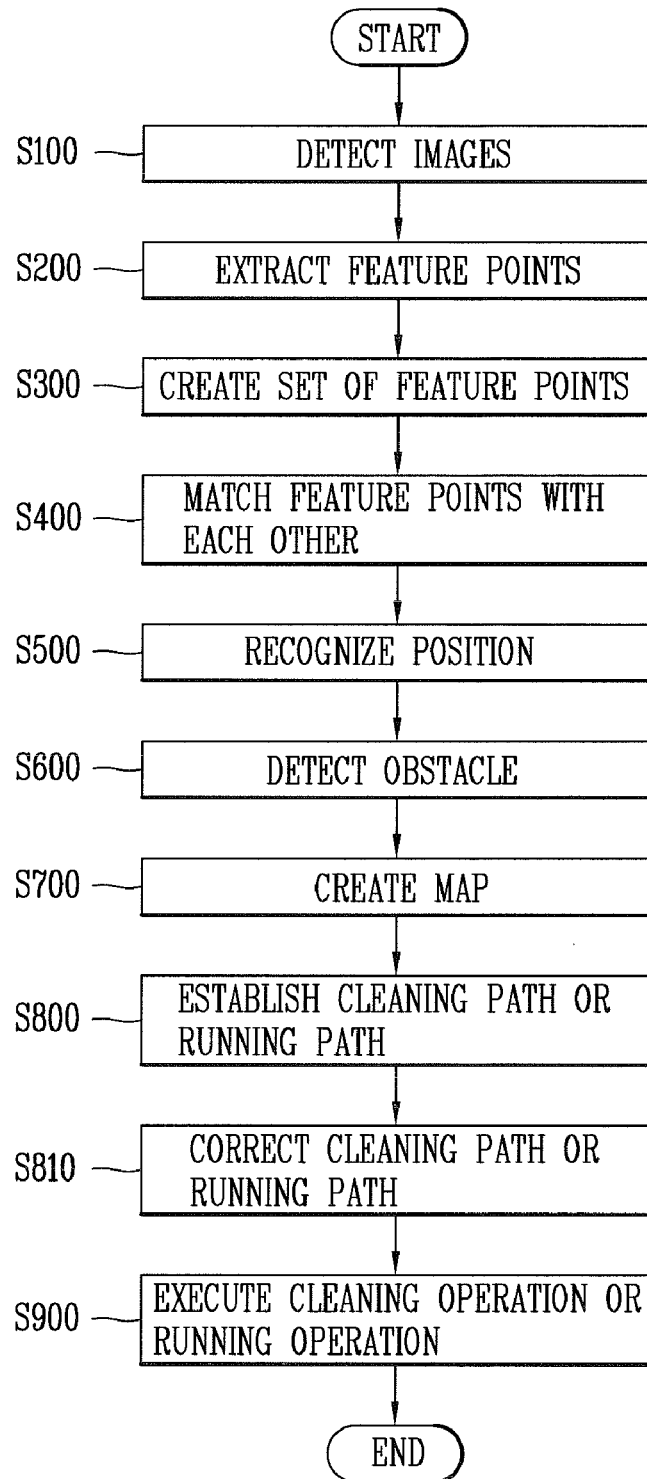 START
S100
DETECT IMAGES
S200
EXTRACT FEATURE POINTS
S300
CREATE SET OF FEATURE POINTS
S400
MATCH FEATURE POINTS WITH
EACH OTHER
S500
RECOGNIZE POSITION
S600
DETECT OBSTACLE
S700
CREATE MAP
S800
ESTABLISH CLEANING PATH OR
RUNNING PATH
S810
CORRECT CLEANING PATH OR
RUNNING PATH
S900
EXECUTE CLEANING OPERATION OR
RUNNING OPERATION
END